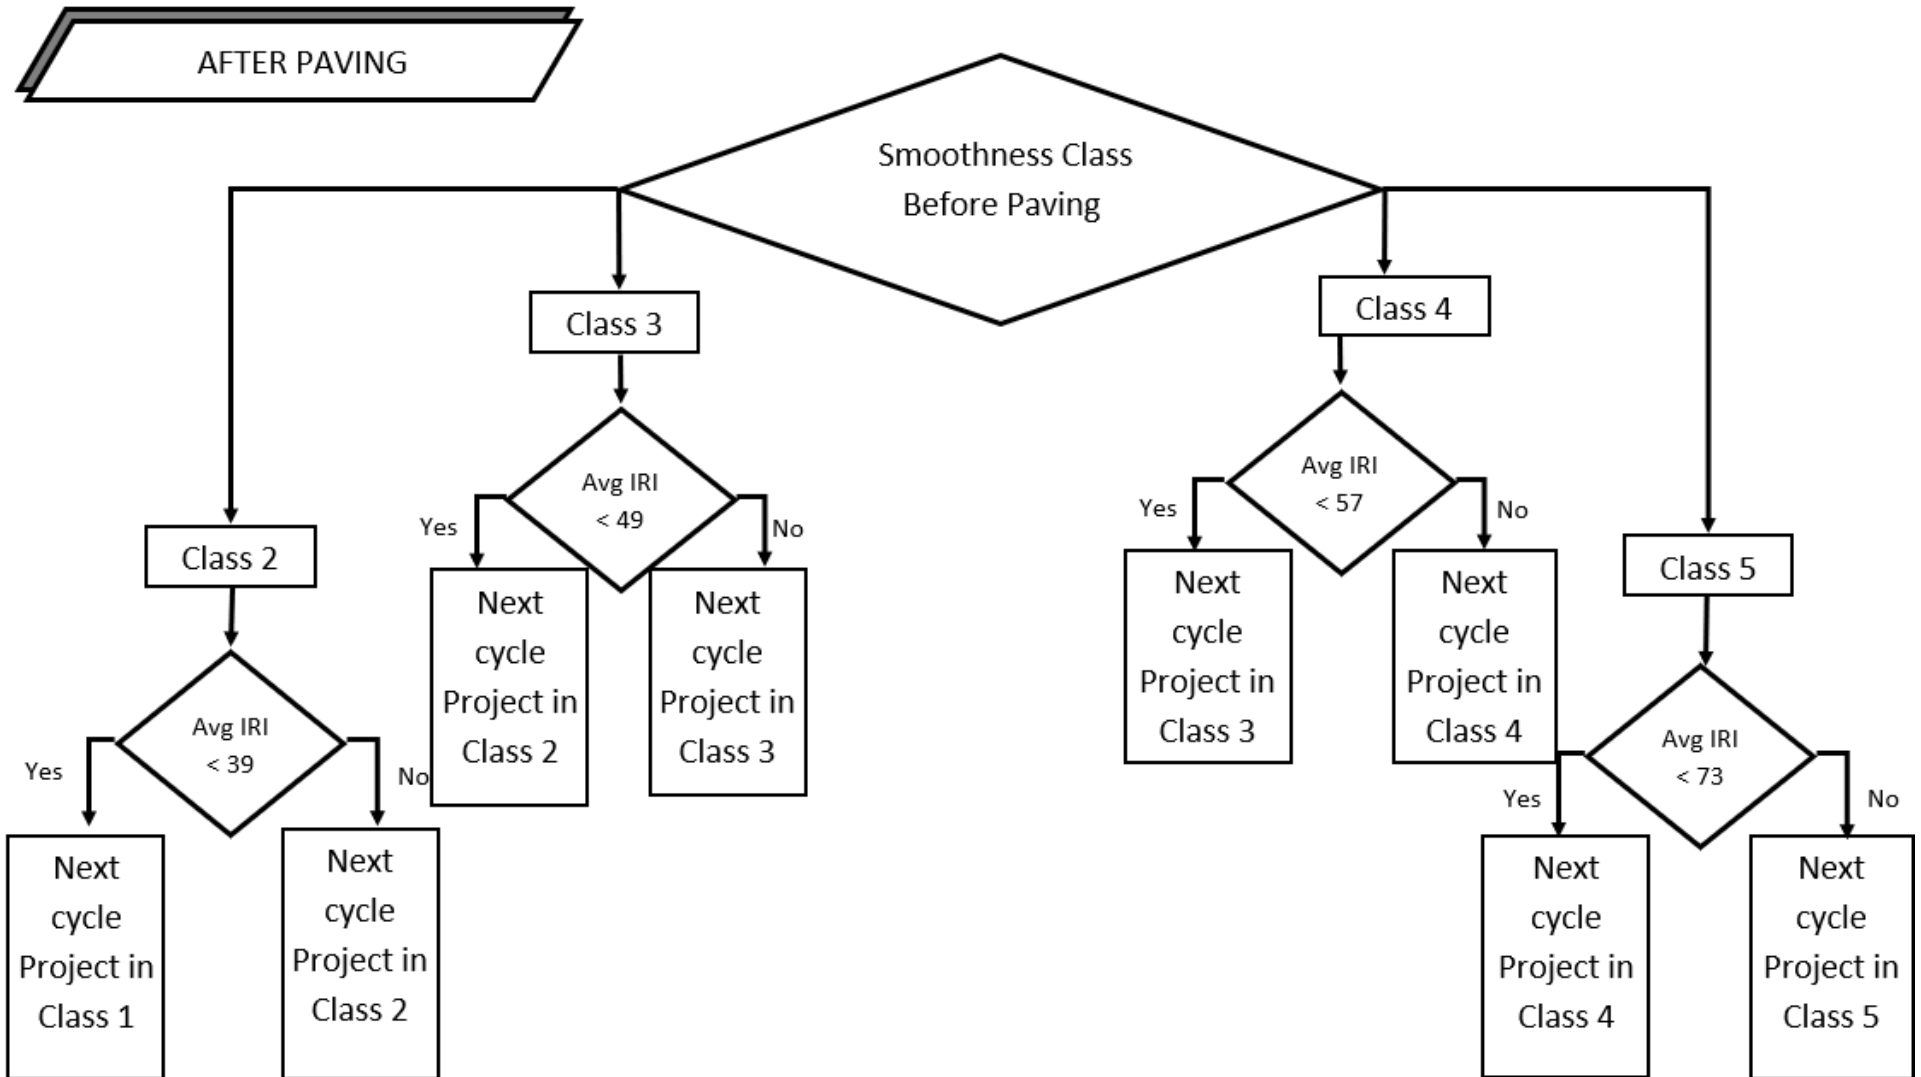 AFTER PAVING
Smoothness Class
Before Paving
Class 2
Avg IRI
< 39
Yes
No
Next
cycle
Project in
Class 1
Next
cycle
Project in
Class 2
Class 3
Avg IRI
< 49
Yes
No
Next
cycle
Project in
Class 2
Next
cycle
Project in
Class 3
Class 4
Avg IRI
< 57
Yes
No
Next
cycle
Project in
Class 3
Next
cycle
Project in
Class 4
Class 5
Avg IRI
< 73
Yes
No
Next
cycle
Project in
Class 4
Next
cycle
Project in
Class 5